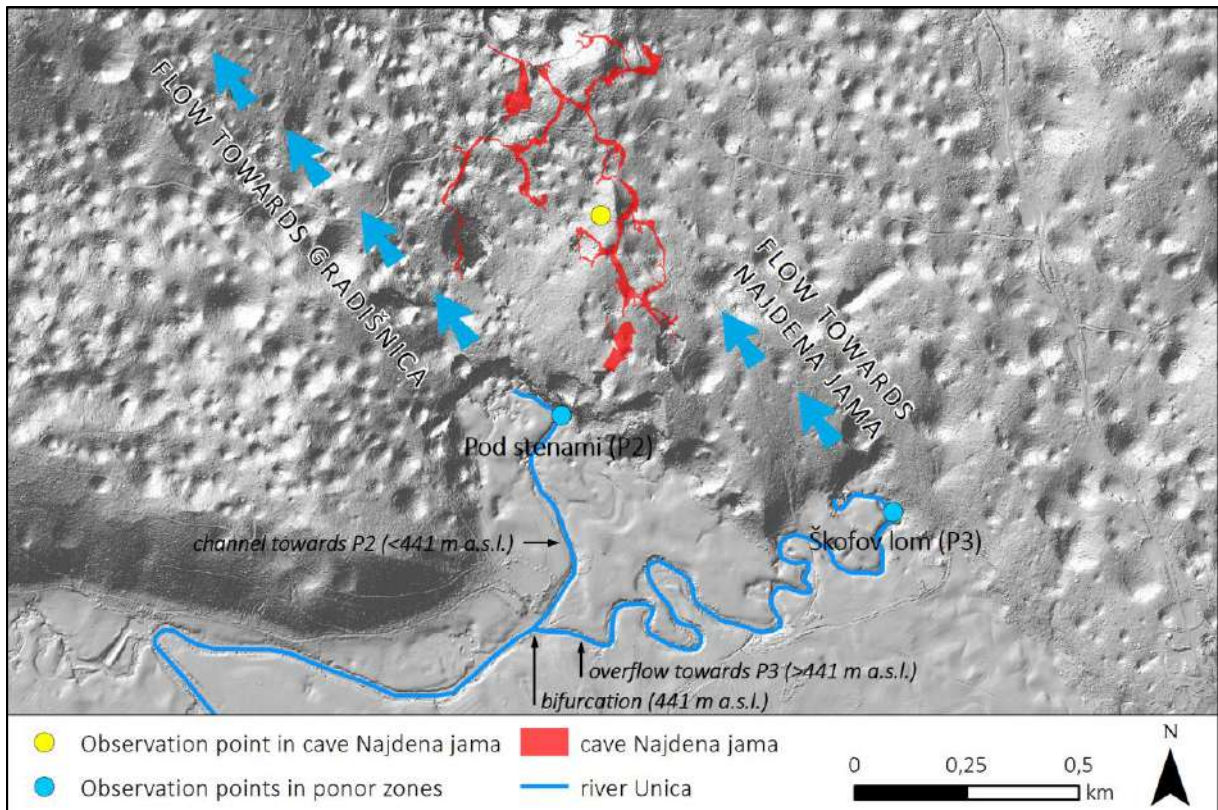 FLOW TOWARDS GRADIŠNICA
FLOW TOWARDS
NAJDENA JAMA
Pod stenami (P2)
Škofov lom (P3)
channel towards P2 (<441 m a.s.l.)
overflow towards P3 (>441 m a.s.l.)
bifurcation (441 m a.s.l.)
Observation point in cave Najdena jama
cave Najdena jama
Observation points in ponor zones
river Unica
N
0 0,25 0,5
km